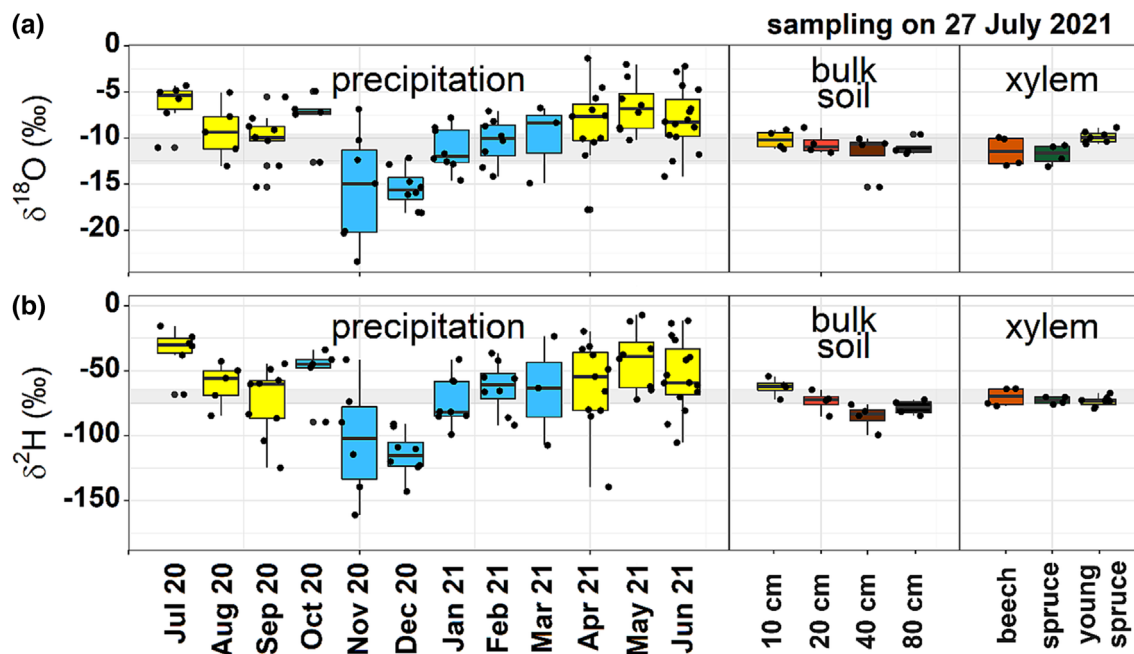 (a)
sampling on 27 July 2021
precipitation
bulk
soil
xylem
δ18O (‰)
0
-5
-10
-15
-20
(b)
precipitation
bulk
soil
xylem
δ2H (‰)
0
-50
-100
-150
Jul 20
Aug 20
Sep 20
Oct 20
Nov 20
Dec 20
Jan 21
Feb 21
Mar 21
Apr 21
May 21
Jun 21
10 cm
20 cm
40 cm
80 cm
beech
spruce
young
spruce